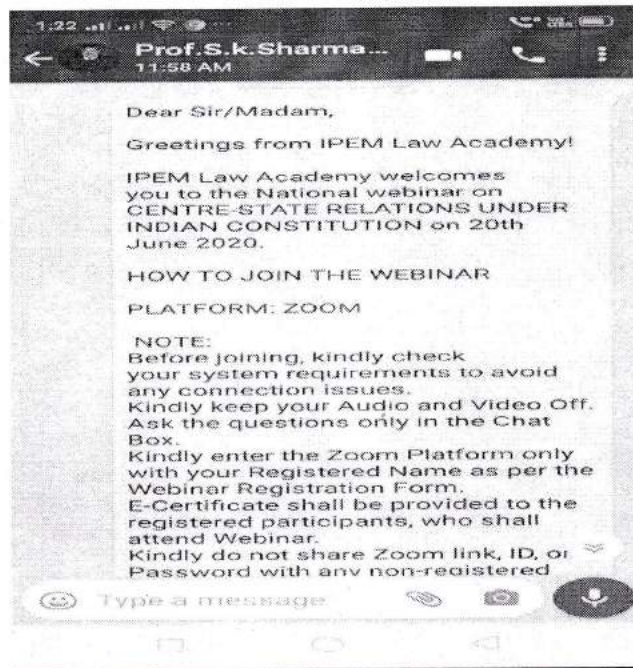 1:22
Prof.S.k.Sharma...
11:58 AM
Dear Sir/Madam,
Greetings from IPEM Law Academy!
IPEM Law Academy welcomes
you to the National webinar on
CENTRE-STATE RELATIONS UNDER
INDIAN CONSTITUTION on 20th
June 2020.
HOW TO JOIN THE WEBINAR
PLATFORM: ZOOM
NOTE:
Before joining, kindly check
your system requirements to avoid
any connection issues.
Kindly keep your Audio and Video Off.
Ask the questions only in the Chat
Box.
Kindly enter the Zoom Platform only
with your Registered Name as per the
Webinar Registration Form.
E-Certificate shall be provided to the
registered participants, who shall
attend Webinar.
Kindly do not share Zoom link, ID, or
Password with any non-registered
Type a message